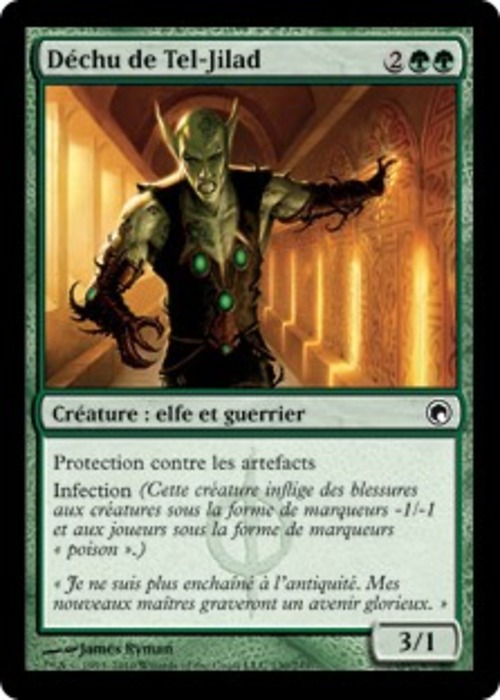 Déchu de Tel-Jilad
2
Créature : elfe et guerrier
Protection contre les artefacts
Infection (Cette créature inflige des blessures
aux créatures sous la forme de marqueurs -1/-1
et aux joueurs sous la forme de marqueurs
« poison ».)
« Je ne suis plus enchaîné à l'antiquité. Mes
nouveaux maîtres graveront un avenir glorieux. »
James Ryman
3/1